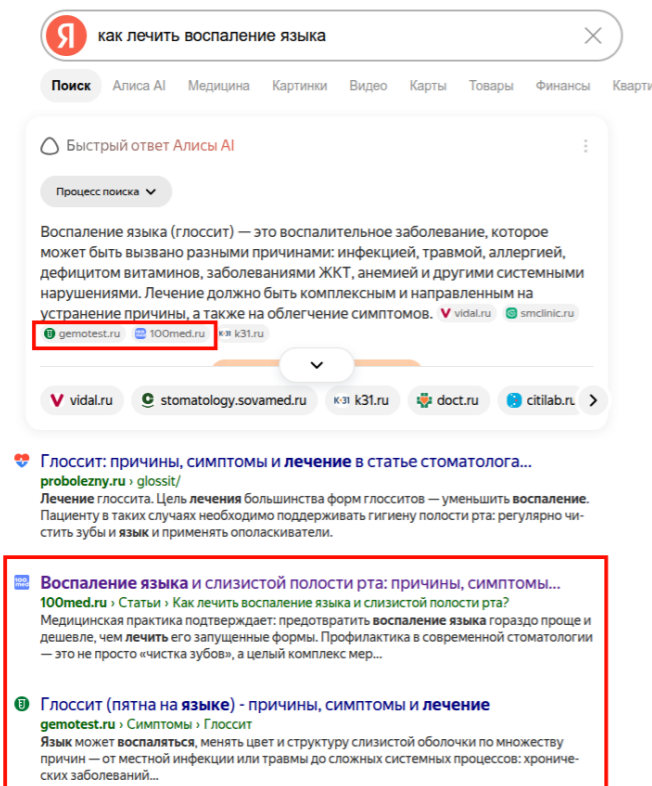 Я как лечить воспаление языка
Поиск Алиса AI Медицина Картинки Видео Карты Товары Финансы
Быстрый ответ Алисы AI
Процесс поиска
Воспаление языка (глоссит) — это воспалительное заболевание, которое
может быть вызвано разными причинами: инфекцией, травмой, аллергией,
дефицитом витаминов, заболеваниями ЖКТ, анемией и другими системными
нарушениями. Лечение должно быть комплексным и направленным на
устранение причины, а также на облегчение симптомов. vidal.ru smclinic.ru
gemotest.ru 100med.ru К-31 k31.ru
vidal.ru stomatology.sovamed.ru К-31 k31.ru doct.ru citilab.ru
Глоссит: причины, симптомы и лечение в статье стоматолога...
probolezny.ru › glossit/
Лечение глоссита. Цель лечения большинства форм глосситов — уменьшить воспаление.
Пациенту в таких случаях необходимо поддерживать гигиену полости рта: регулярно чи-
стить зубы и язык и применять ополаскиватели.
100 med Воспаление языка и слизистой полости рта: причины, симптомы...
100med.ru › Статьи › Как лечить воспаление языка и слизистой полости рта?
Медицинская практика подтверждает: предотвратить воспаление языка гораздо проще и
дешевле, чем лечить его запущенные формы. Профилактика в современной стоматологии
— это не просто «чистка зубов», а целый комплекс мер...
Глоссит (пятна на языке) - причины, симптомы и лечение
gemotest.ru › Симптомы › Глоссит
Язык может воспаляться, менять цвет и структуру слизистой оболочки по множеству
причин — от местной инфекции или травмы до сложных системных процессов: хрониче-
ских заболеваний...